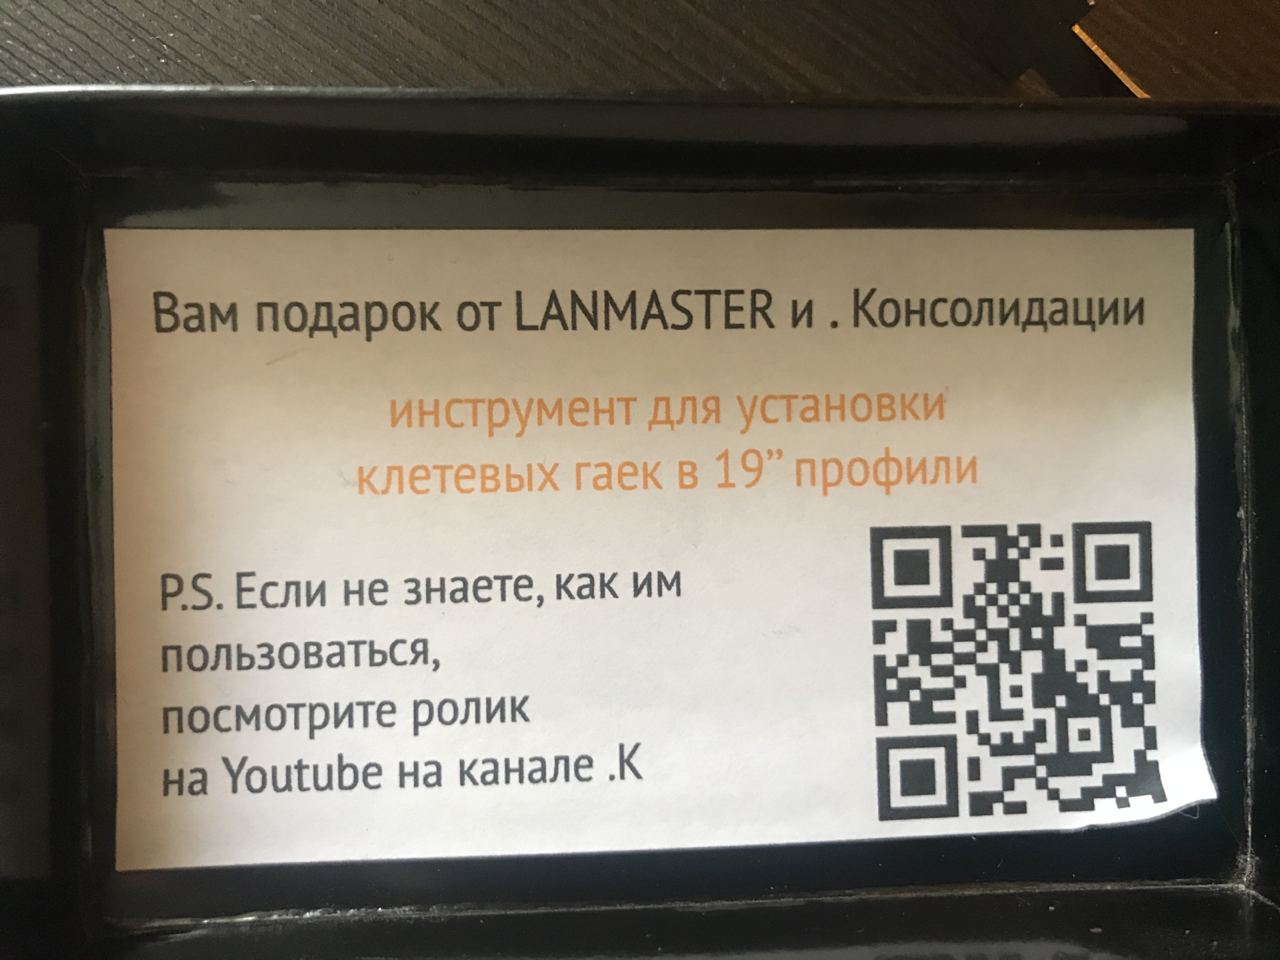 Вам подарок от LANMASTER и . Консолидации
инструмент для установки
клетевых гаек в 19” профили
P.S. Если не знаете, как им
пользоваться,
посмотрите ролик
на Youtube на канале .К